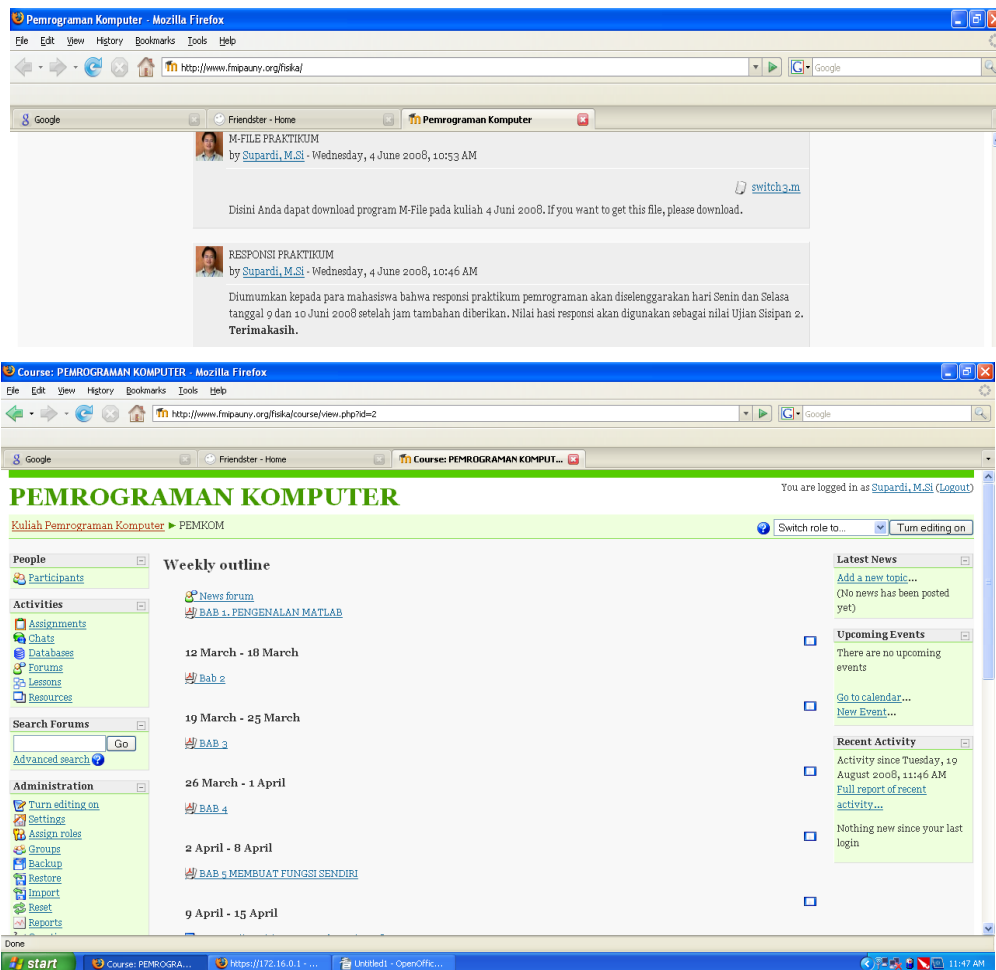 Pemrograman Komputer - Mozilla Firefox
File Edit View History Bookmarks Tools Help
http://www.fmipauny.org/fisika/
G Google
Google
Friendster - Home
Pemrograman Komputer
M-FILE PRAKTIKUM
by Supardi, M.Si - Wednesday, 4 June 2008, 10:53 AM
switch3.m
Disini Anda dapat download program M-File pada kuliah 4 Juni 2008. If you want to get this file, please download.
RESPONSI PRAKTIKUM
by Supardi, M.Si - Wednesday, 4 June 2008, 10:46 AM
Diumumkan kepada para mahasiswa bahwa responsi praktikum pemrograman akan diselenggarakan hari Senin dan Selasa
tanggal 9 dan 10 Juni 2008 setelah jam tambahan diberikan. Nilai hasi responsi akan digunakan sebagai nilai Ujian Sisipan 2.
Terimakasih.
Course: PEMROGRAMAN KOMPUTER - Mozilla Firefox
File Edit View History Bookmarks Tools Help
http://www.fmipauny.org/fisika/course/view.php?id=2
G Google
Google
Friendster - Home
Course: PEMROGRAMAN KOMPUT...
PEMROGRAMAN KOMPUTER
You are logged in as Supardi, M.Si (Logout)
Kuliah Pemrograman Komputer ► PEMKOM
Switch role to...
Turn editing on
People
Participants
Activities
Assignments
Chats
Databases
Forums
Lessons
Resources
Search Forums
Go
Advanced search
Administration
Turn editing on
Settings
Assign roles
Groups
Backup
Restore
Import
Reset
Reports
Weekly outline
News forum
BAB 1. PENGENALAN MATLAB
12 March - 18 March
Bab 2
19 March - 25 March
BAB 3
26 March - 1 April
BAB 4
2 April - 8 April
BAB 5 MEMBUAT FUNGSI SENDIRI
9 April - 15 April
Latest News
Add a new topic...
(No news has been posted
yet)
Upcoming Events
There are no upcoming
events
Go to calendar...
New Event...
Recent Activity
Activity since Tuesday, 19
August 2008, 11:46 AM
Full report of recent
activity...
Nothing new since your last
login
Done
start
Course: PEMROGRA...
https://172.16.0.1 - ...
Untitled1 - OpenOffic...
11:47 AM